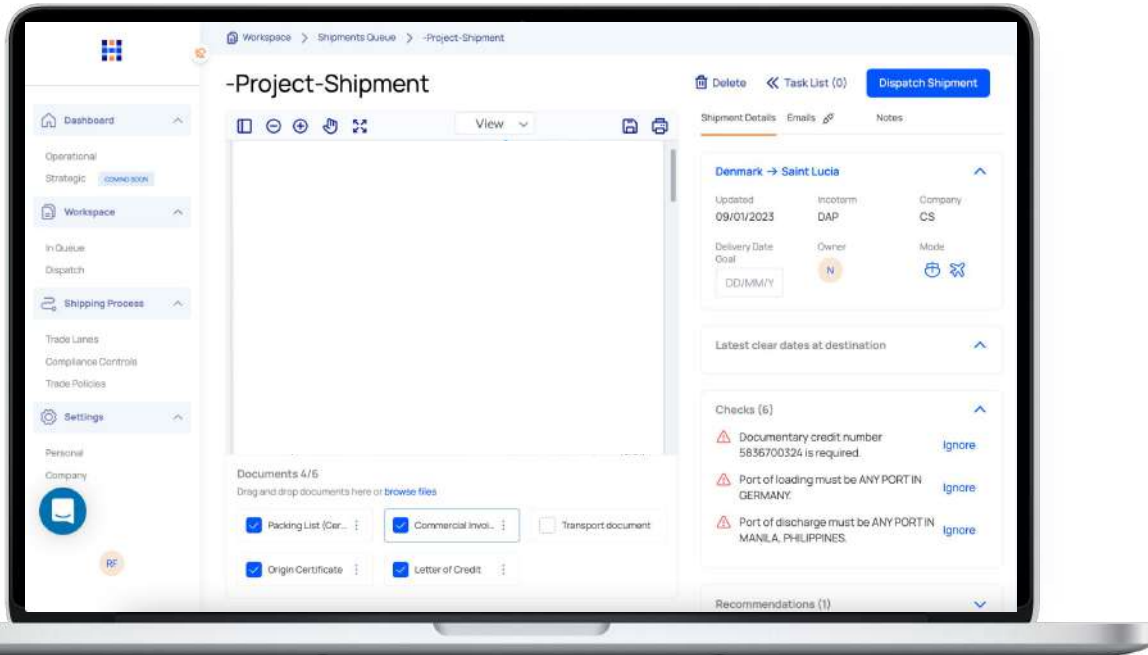 Workspace > Shipments Queue > -Project-Shipment
-Project-Shipment
Delete
Task List (0)
Dispatch Shipment
Dashboard
Operational
Strategic
COMING SOON
Workspace
In Queue
Dispatch
Shipping Process
Trade Lanes
Compliance Controls
Trade Policies
Settings
Personal
Company
RF
View
Documents 4/6
Drag and drop documents here or browse files
Packing List (Cer...
Commercial Invoi...
Transport document
Origin Certificate
Letter of Credit
Shipment Details
Emails
Notes
Denmark → Saint Lucia
Updated
09/01/2023
Incoterm
DAP
Company
CS
Delivery Date
Goal
DD/MM/Y
Owner
N
Mode
Latest clear dates at destination
Checks (6)
Documentary credit number
5836700324 is required.
Ignore
Port of loading must be ANY PORT IN
GERMANY.
Ignore
Port of discharge must be ANY PORT IN
MANILA, PHILIPPINES.
Ignore
Recommendations (1)